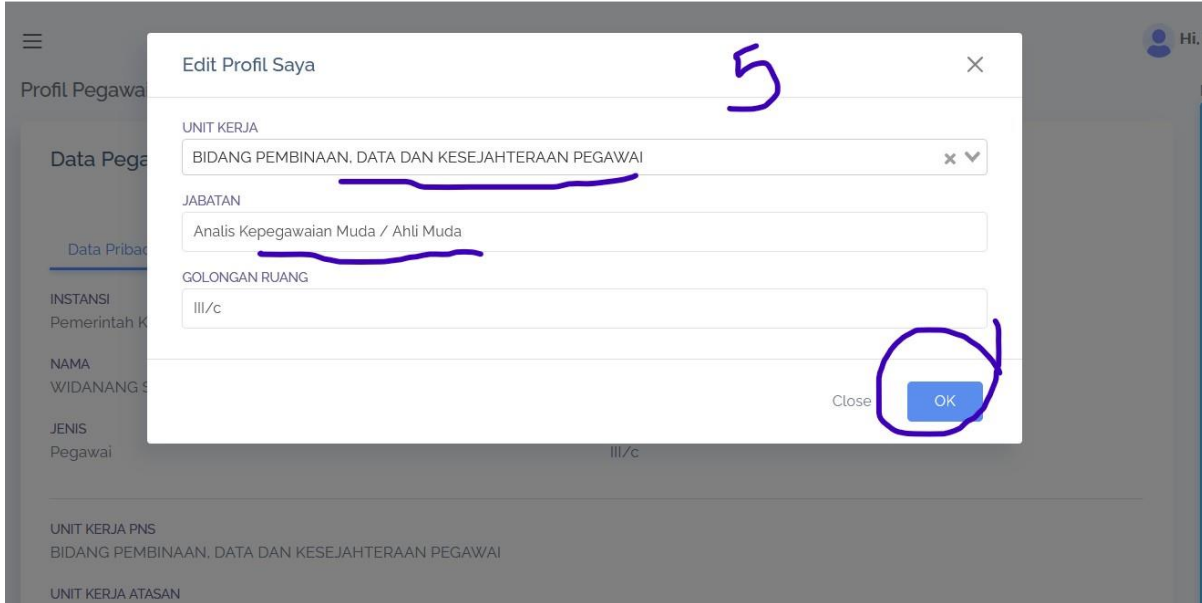 Hi,
Edit Profil Saya
5
Profil Pegawa
UNIT KERJA
BIDANG PEMBINAAN, DATA DAN KESEJAHTERAAN PEGAWAI
Data Pega
JABATAN
Analis Kepegawaian Muda / Ahli Muda
Data Pribad
GOLONGAN RUANG
III/c
INSTANSI
Pemerintah K
NAMA
WIDANANG S
Close OK
JENIS
Pegawai III/c
UNIT KERJA PNS
BIDANG PEMBINAAN, DATA DAN KESEJAHTERAAN PEGAWAI
UNIT KERJA ATASAN